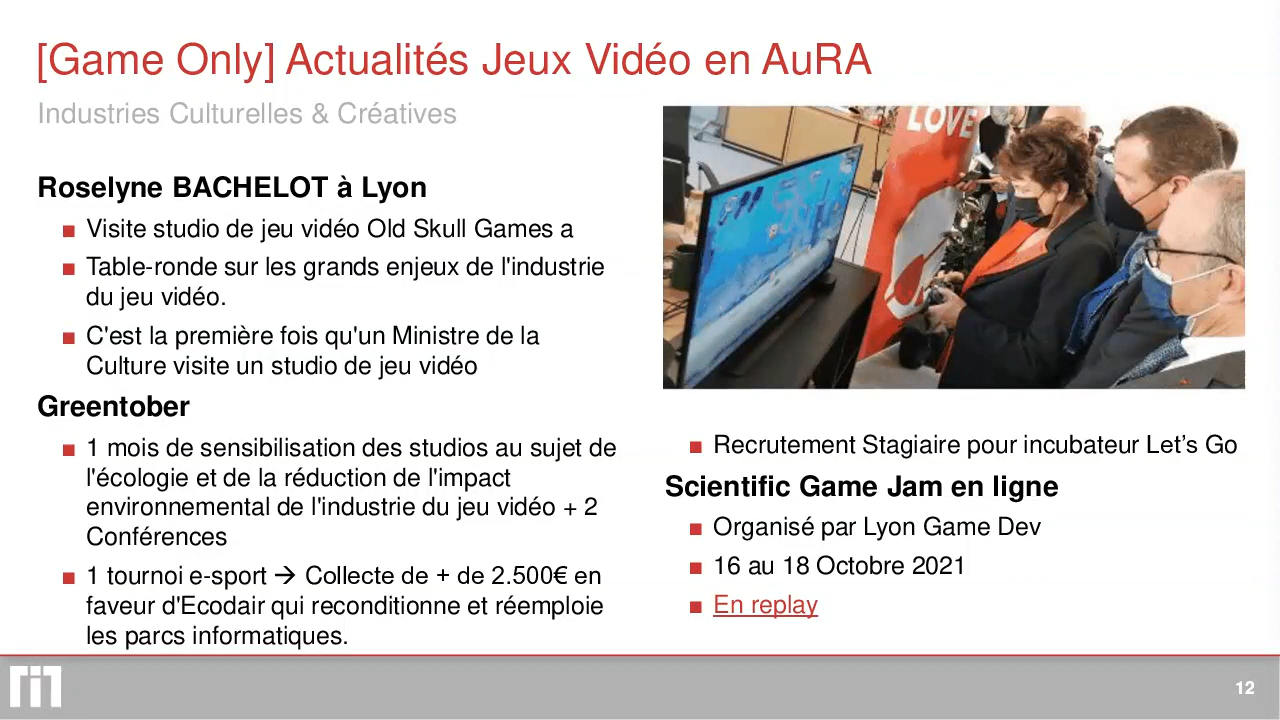 [Game Only] Actualités Jeux Vidéo en AuRA
Industries Culturelles & Créatives
Roselyne BACHELOT à Lyon
■ Visite studio de jeu vidéo Old Skull Games a
■ Table-ronde sur les grands enjeux de l'industrie
du jeu vidéo.
■ C'est la première fois qu'un Ministre de la
Culture visite un studio de jeu vidéo
Greentober
■ 1 mois de sensibilisation des studios au sujet de
l'écologie et de la réduction de l'impact
environnemental de l'industrie du jeu vidéo + 2
Conférences
■ 1 tournoi e-sport → Collecte de + de 2.500€ en
faveur d'Ecodair qui reconditionne et réemploie
les parcs informatiques.
LOVE
■ Recrutement Stagiaire pour incubateur Let’s Go
Scientific Game Jam en ligne
■ Organisé par Lyon Game Dev
■ 16 au 18 Octobre 2021
■ En replay
12